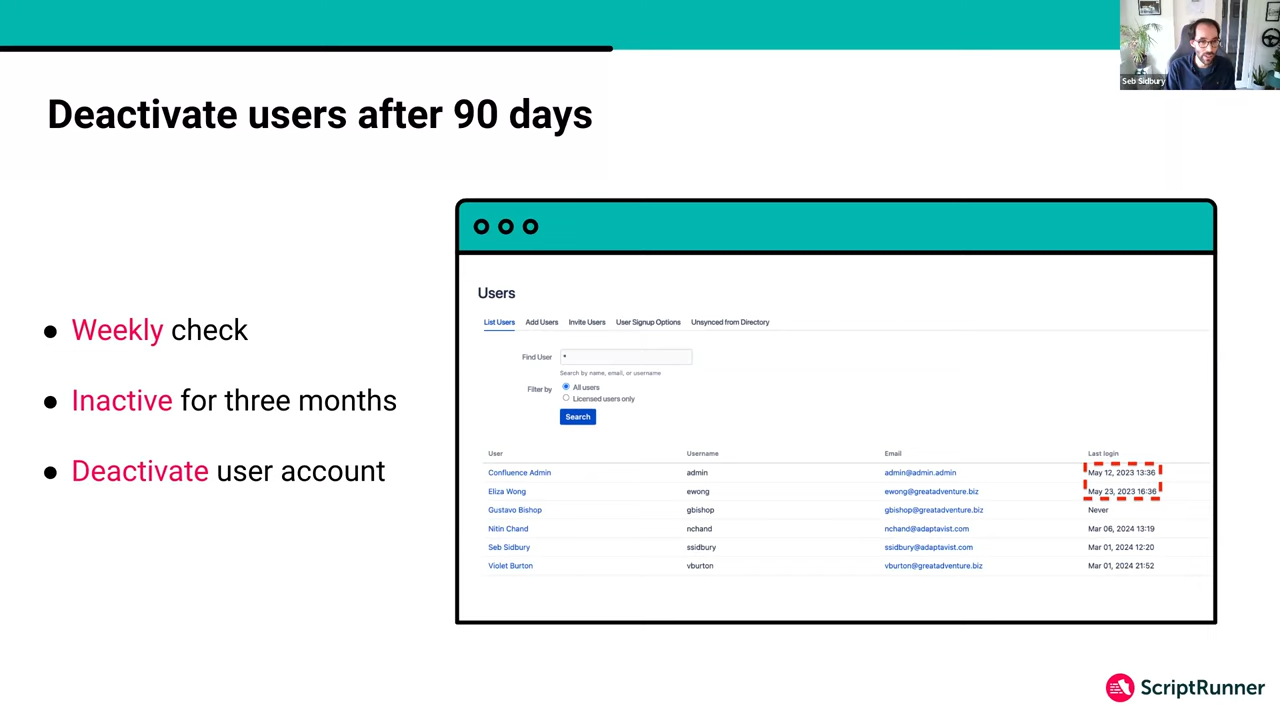 Seb Sidbury
Deactivate users after 90 days
● Weekly check
● Inactive for three months
● Deactivate user account
Users
List Users Add Users Invite Users User Signup Options Unsynced from Directory
Find User *
Search by name, email, or username
Filter by All users
Licensed users only
Search
User Username Email Last login
Confluence Admin admin admin@admin.admin May 12, 2023 13:36
Eliza Wong ewong ewong@greatadventure.biz May 23, 2023 16:36
Gustavo Bishop gbishop gbishop@greatadventure.biz Never
Nitin Chand nchand nchand@adaptavist.com Mar 06, 2024 13:19
Seb Sidbury ssidbury ssidbury@adaptavist.com Mar 01, 2024 12:20
Violet Burton vburton vburton@greatadventure.biz Mar 01, 2024 21:52
ScriptRunner